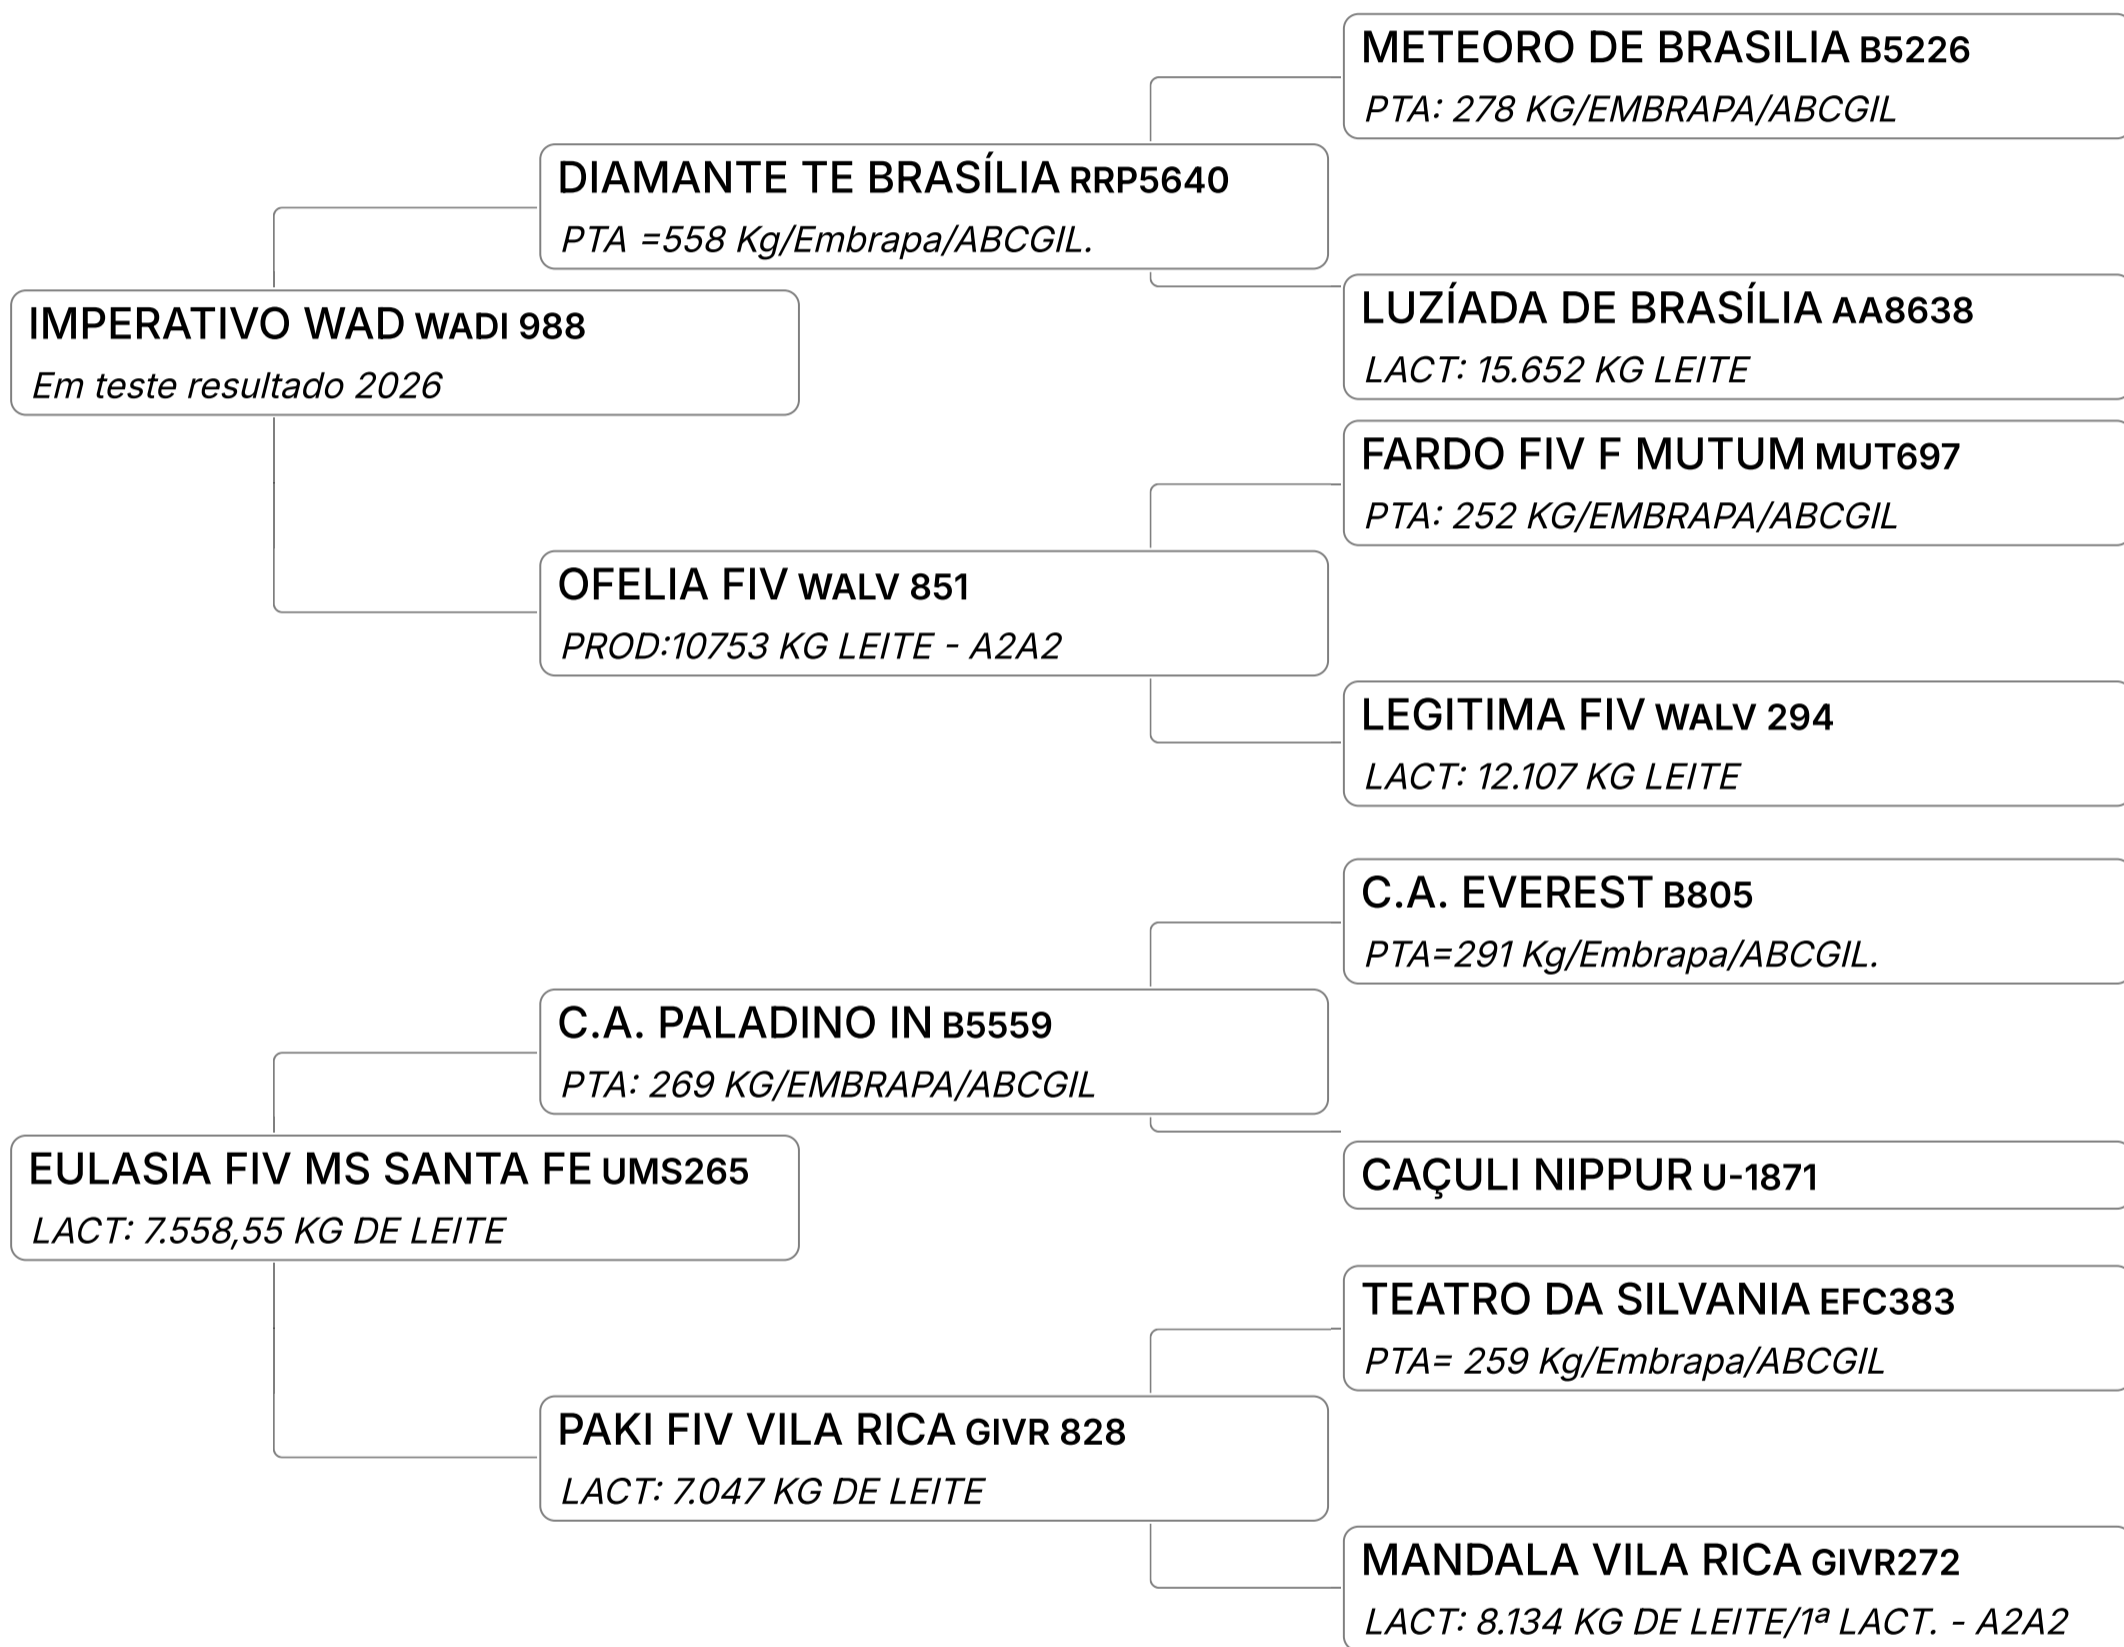 METEORO DE BRASILIA B5226
PTA: 278 KG/EMBRAPA/ABCGIL
DIAMANTE TE BRASÍLIA RRP5640
PTA =558 Kg/Embrapa/ABCGIL.
LUZÍADA DE BRASÍLIA AA8638
LACT: 15.652 KG LEITE
IMPERATIVO WAD WADI 988
Em teste resultado 2026
FARDO FIV F MUTUM MUT697
PTA: 252 KG/EMBRAPA/ABCGIL
OFELIA FIV WALV 851
PROD:10753 KG LEITE - A2A2
LEGITIMA FIV WALV 294
LACT: 12.107 KG LEITE
C.A. EVEREST B805
PTA=291 Kg/Embrapa/ABCGIL.
C.A. PALADINO IN B5559
PTA: 269 KG/EMBRAPA/ABCGIL
CAÇULI NIPPUR U-1871
EULASIA FIV MS SANTA FE UMS265
LACT: 7.558,55 KG DE LEITE
TEATRO DA SILVANIA EFC383
PTA= 259 Kg/Embrapa/ABCGIL
PAKI FIV VILA RICA GIVR 828
LACT: 7.047 KG DE LEITE
MANDALA VILA RICA GIVR272
LACT: 8.134 KG DE LEITE/1ª LACT. - A2A2